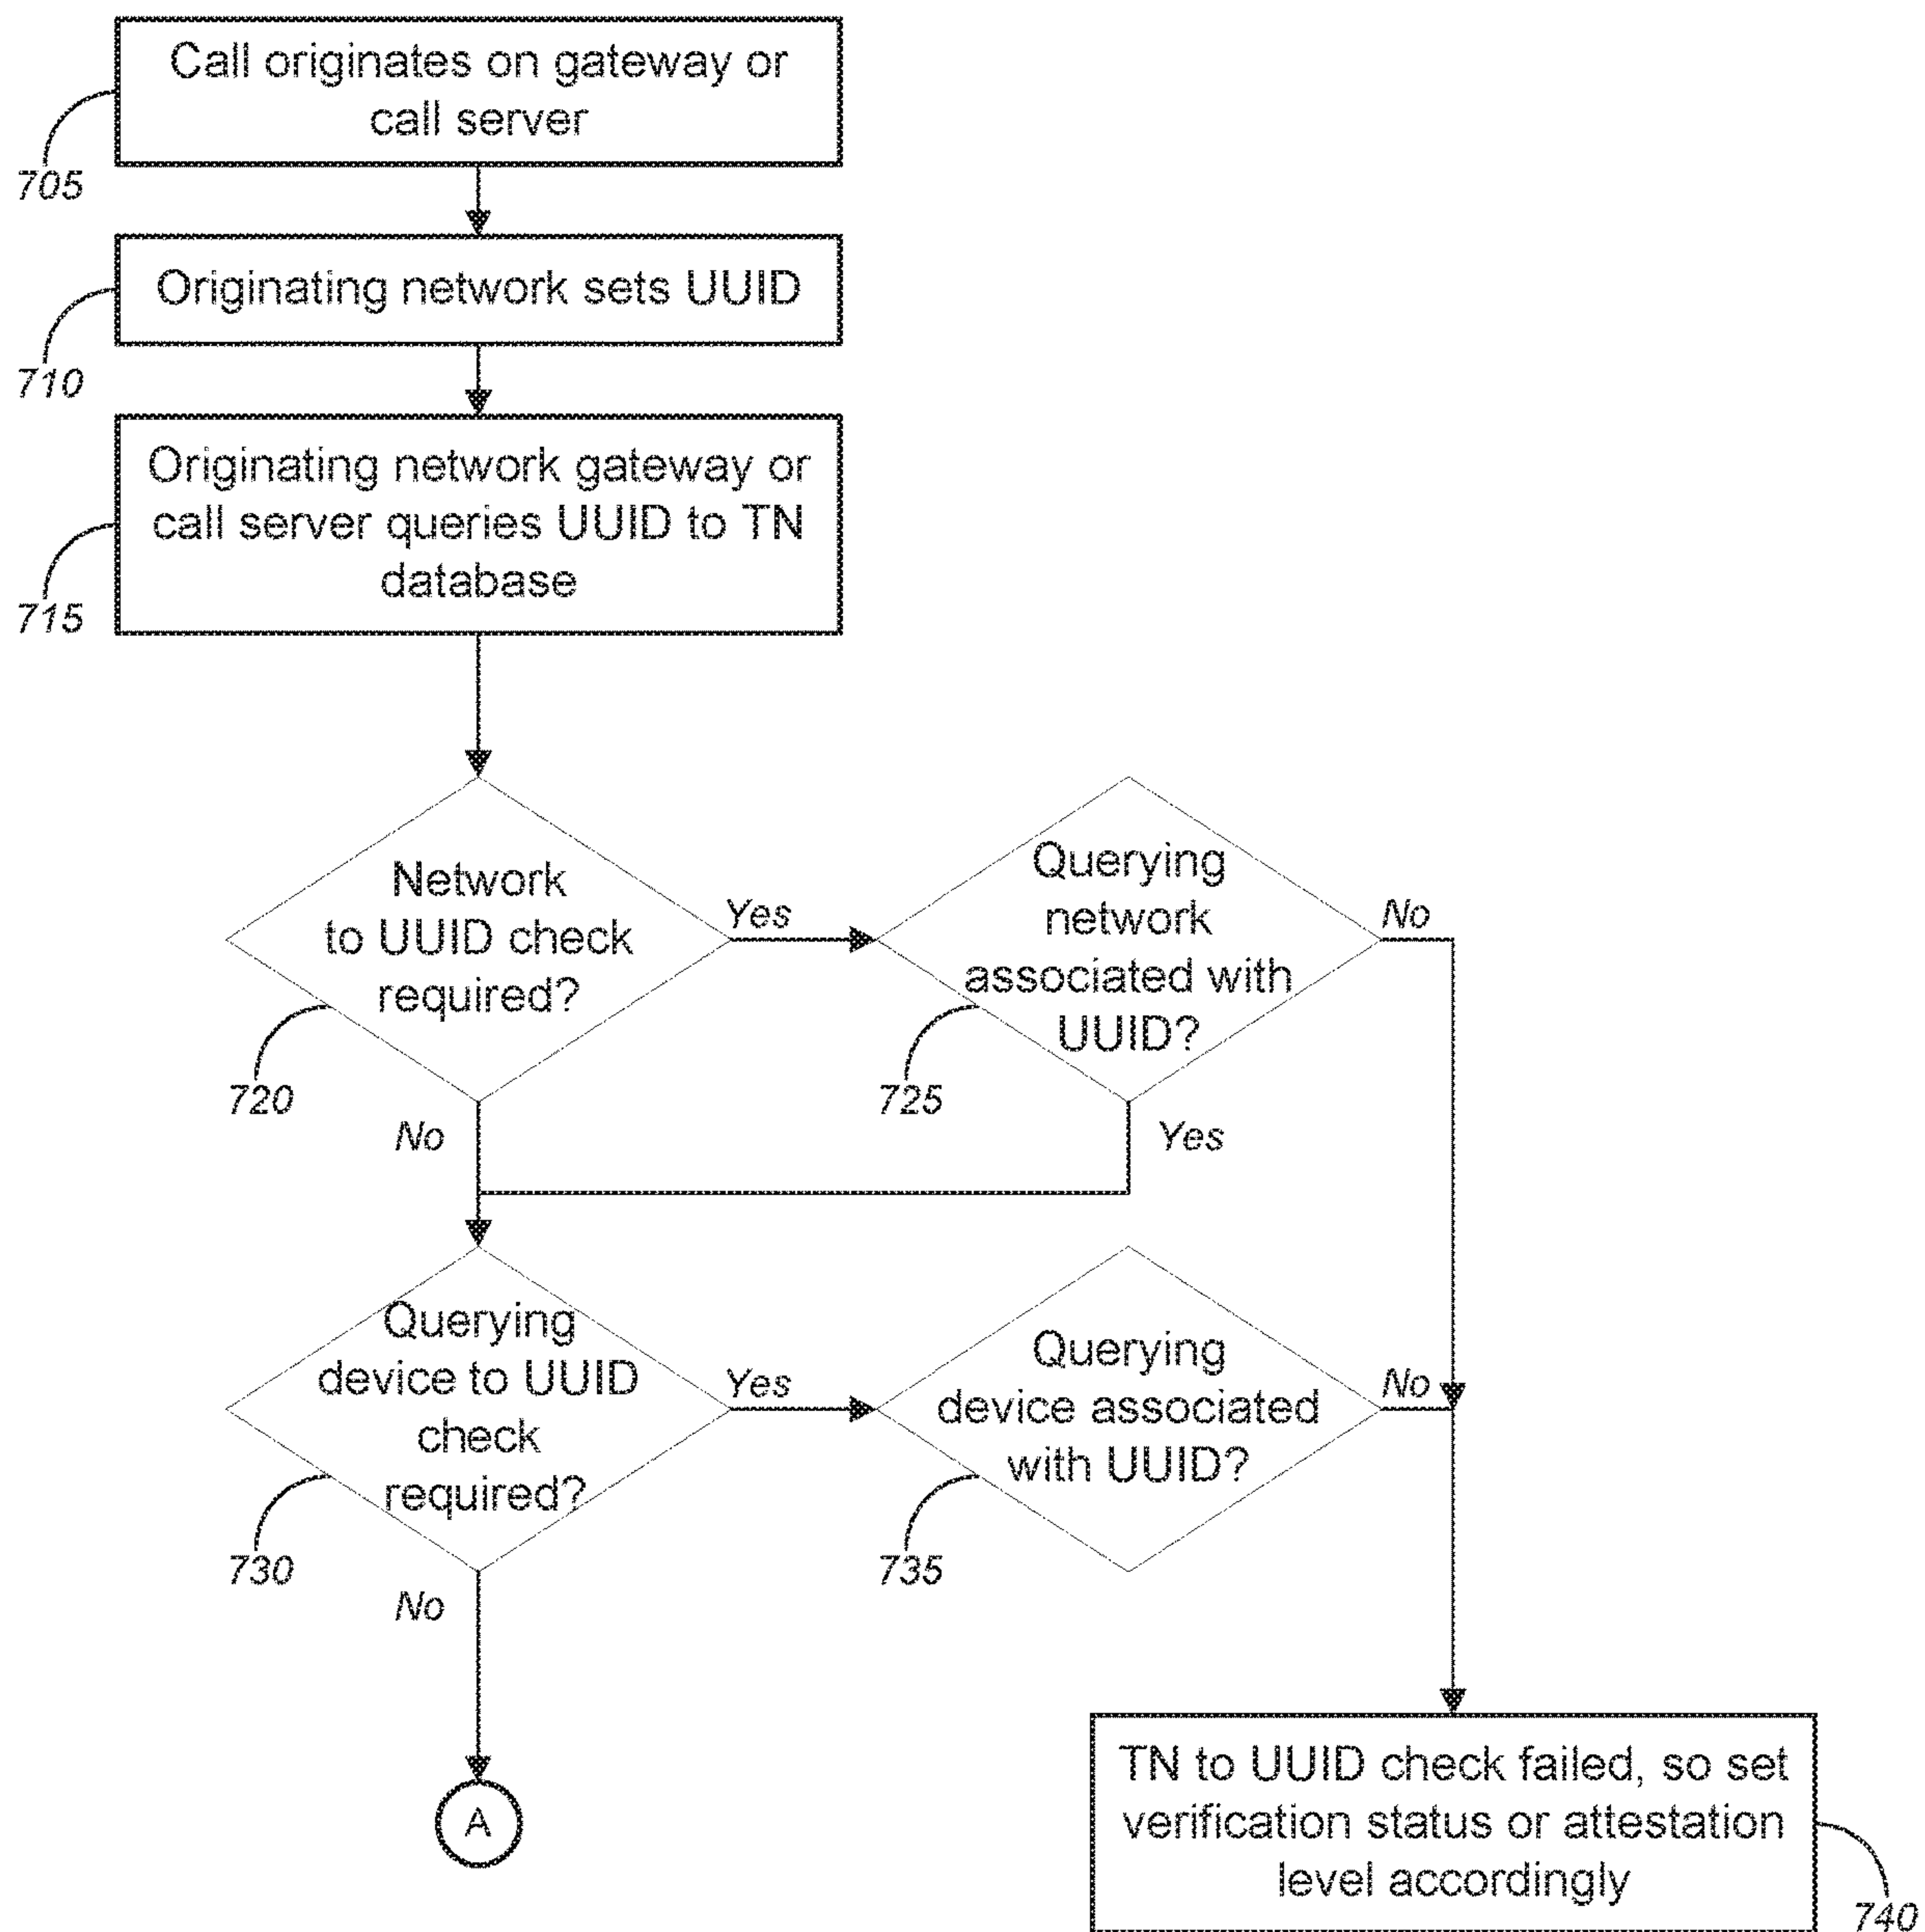 Call originates on gateway or
call server
705
Originating network sets UUID
710
Originating network gateway or
call server queries UUID to TN
database
715
Network
to UUID check
required?
720
Yes
No
Querying
network
associated with
UUID?
725
No
Yes
Querying
device to UUID
check
required?
730
Yes
No
Querying
device associated
with UUID?
735
No
A
TN to UUID check failed, so set
verification status or attestation
level accordingly
740